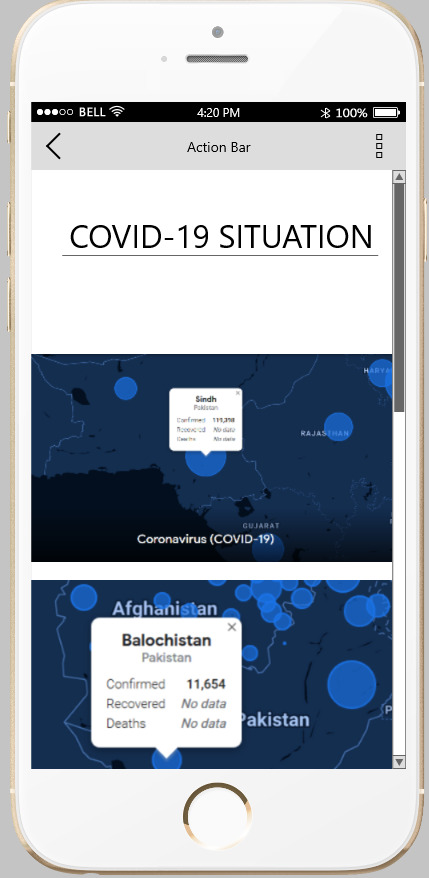 BELL 4:20 PM 100%
Action Bar
COVID-19 SITUATION
HARYA
Sindh
Pakistan
Confirmed
Recovered No data
Deaths No data
RAJASTHAN
GUJARAT
Coronavirus (COVID-19)
Afghanistan
Balochistan
Pakistan
Confirmed 11,654
Recovered No data
Deaths No data
Pakistan
P